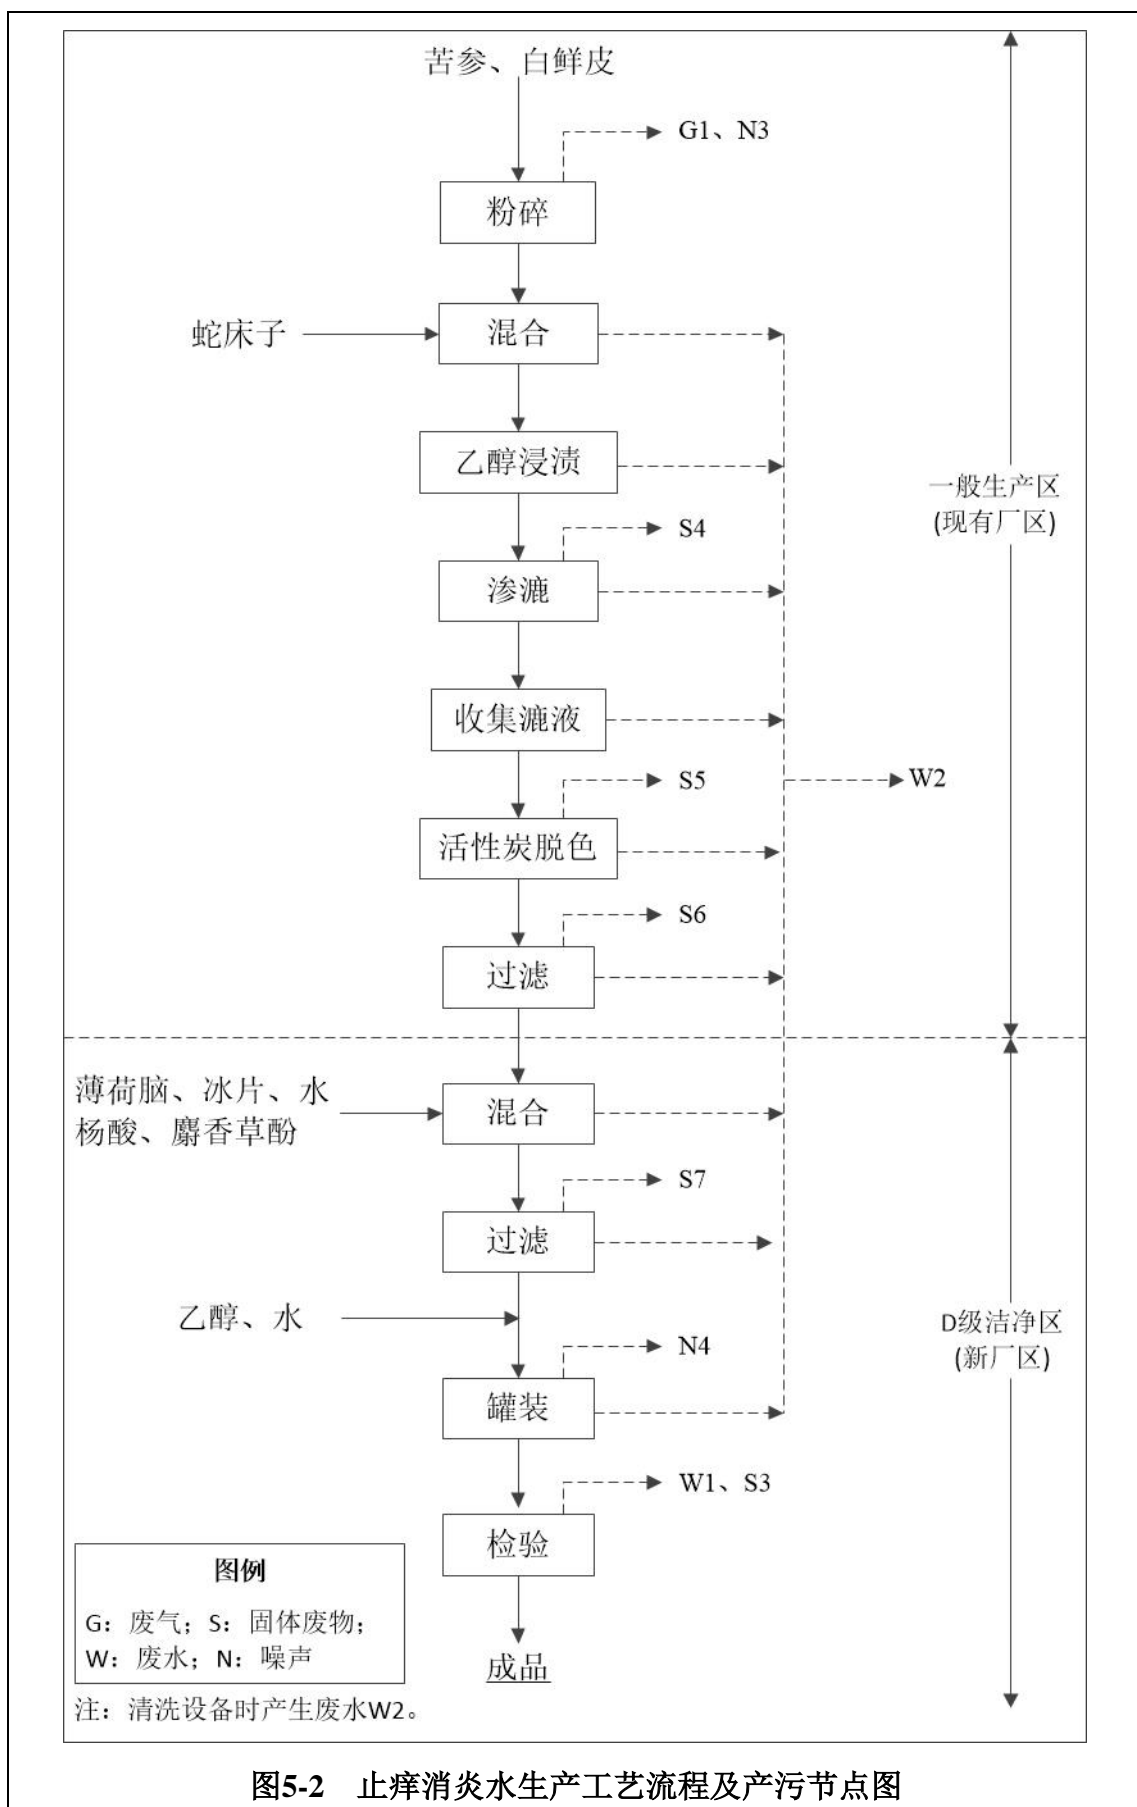 苦参、白鲜皮
G1、N3
粉碎
蛇床子
混合
乙醇浸渍
一般生产区
(现有厂区)
S4
渗漉
收集漉液
S5
W2
活性炭脱色
S6
过滤
薄荷脑、冰片、水
杨酸、麝香草酚
混合
S7
过滤
乙醇、水
D级洁净区
(新厂区)
N4
罐装
W1、S3
检验
图例
G：废气；S：固体废物；
W：废水；N：噪声
成品
注：清洗设备时产生废水W2。
图5-2 止痒消炎水生产工艺流程及产污节点图